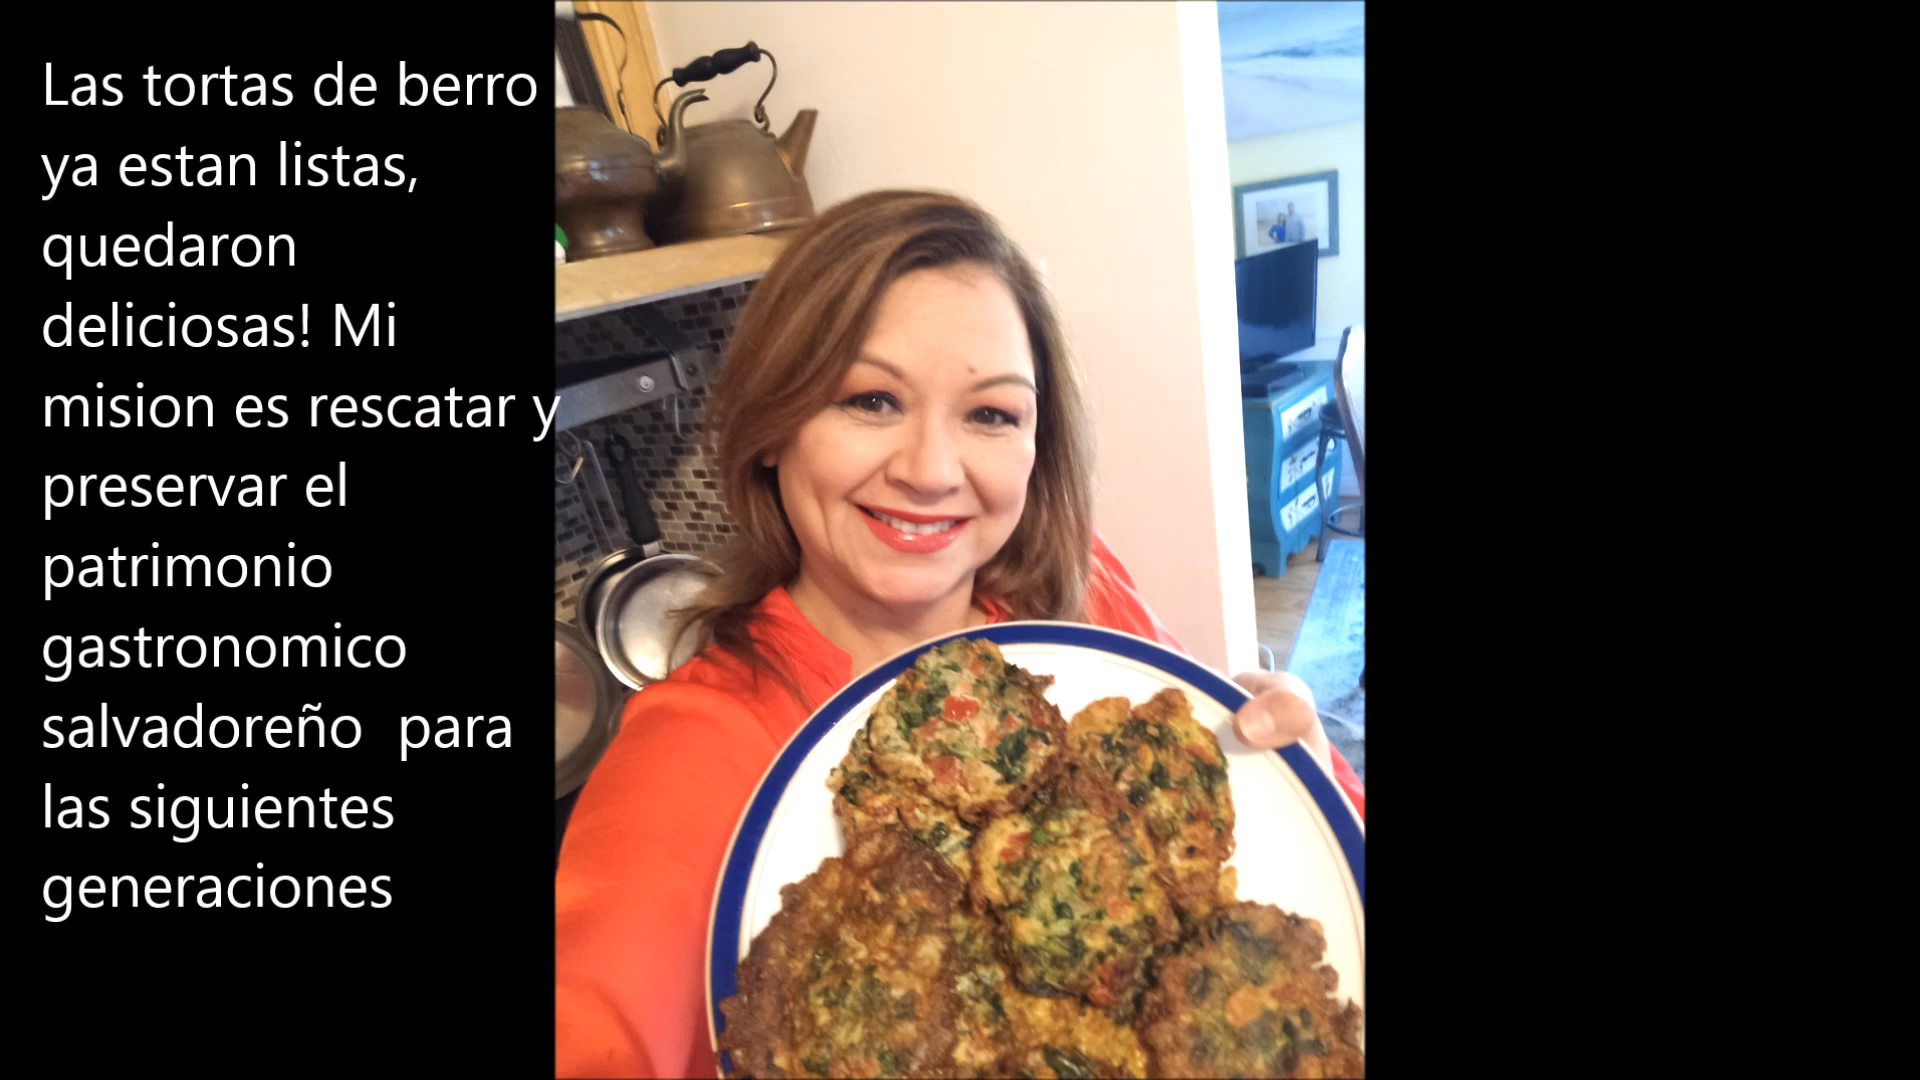 Las tortas de berro
ya estan listas,
quedaron
deliciosas! Mi
mision es rescatar y
preservar el
patrimonio
gastronomico
salvadoreño  para
las siguientes
generaciones